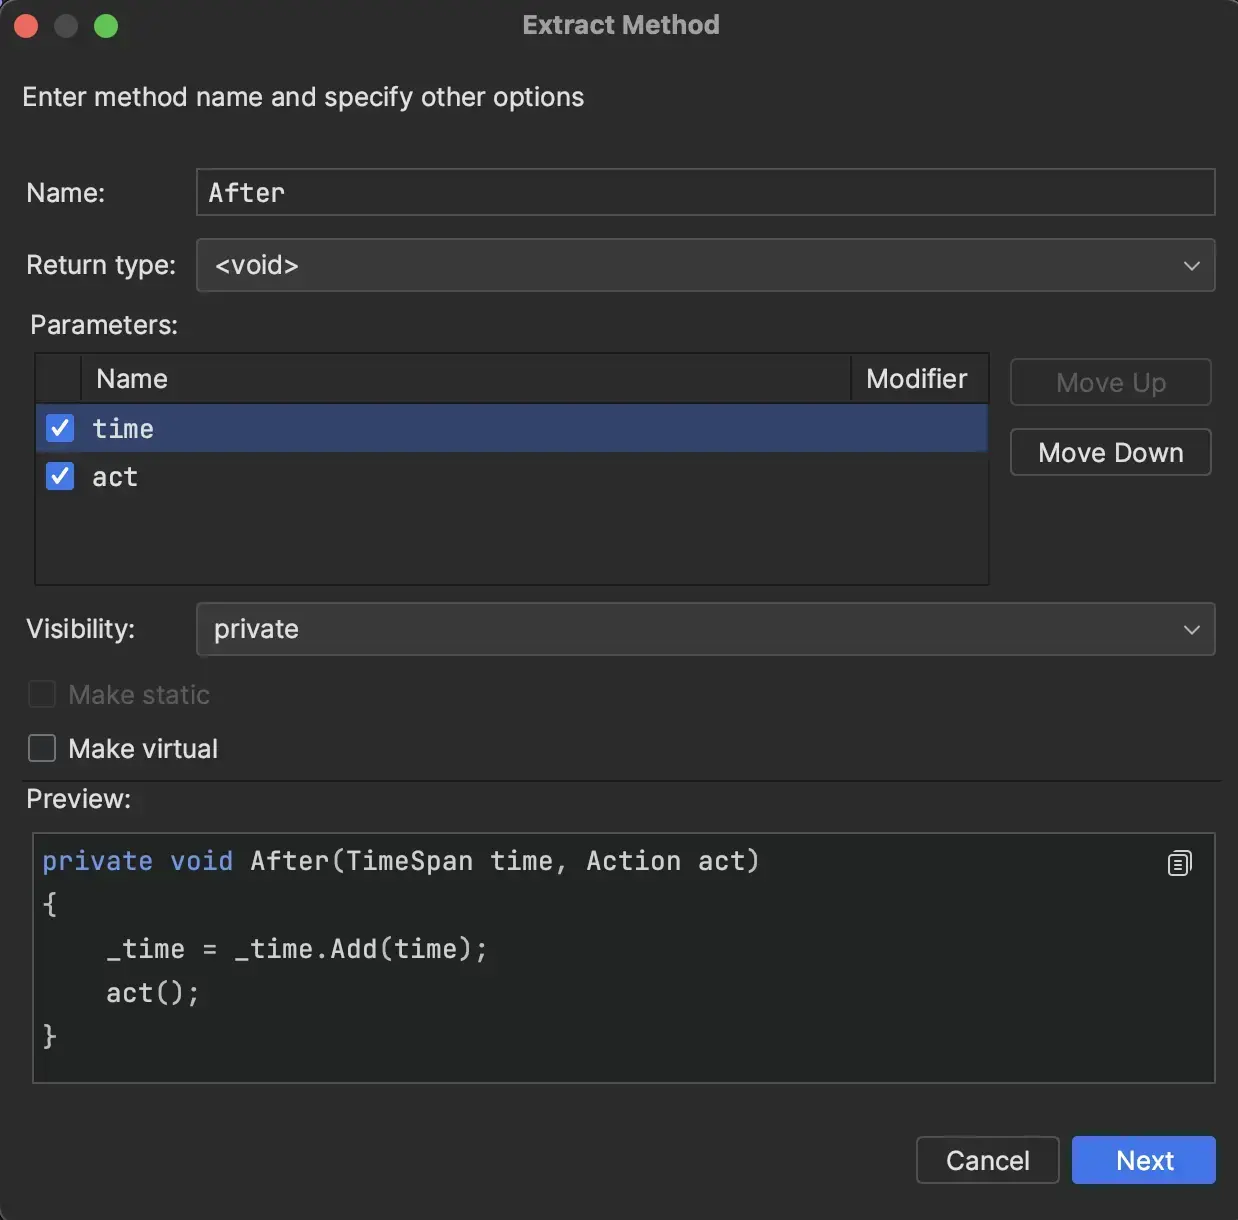 Extract Method
Enter method name and specify other options
Name: After
Return type: <void>
Parameters:
Name Modifier
time
act
Move Up
Move Down
Visibility: private
Make static
Make virtual
Preview:
private void After(TimeSpan time, Action act)
{
    _time = _time.Add(time);
    act();
}
Cancel Next